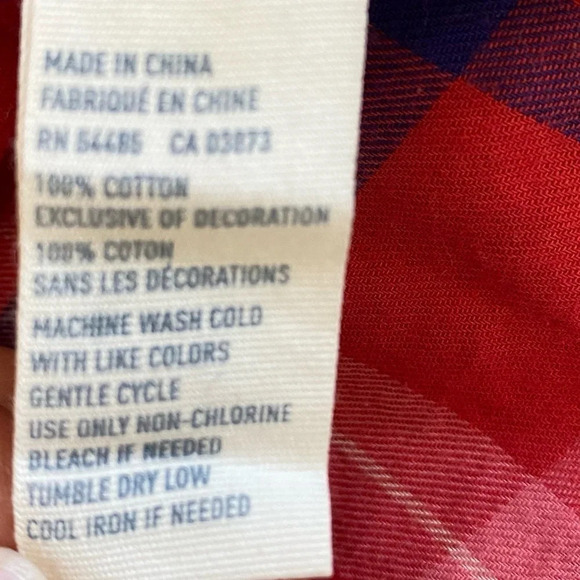 MADE IN CHINA
FABRIQUÉ EN CHINE
RN 54485 CA 03873
100% COTTON
EXCLUSIVE OF DECORATION
100% COTON
SANS LES DÉCORATIONS
MACHINE WASH COLD
WITH LIKE COLORS
GENTLE CYCLE
USE ONLY NON-CHLORINE
BLEACH IF NEEDED
TUMBLE DRY LOW
COOL IRON IF NEEDED